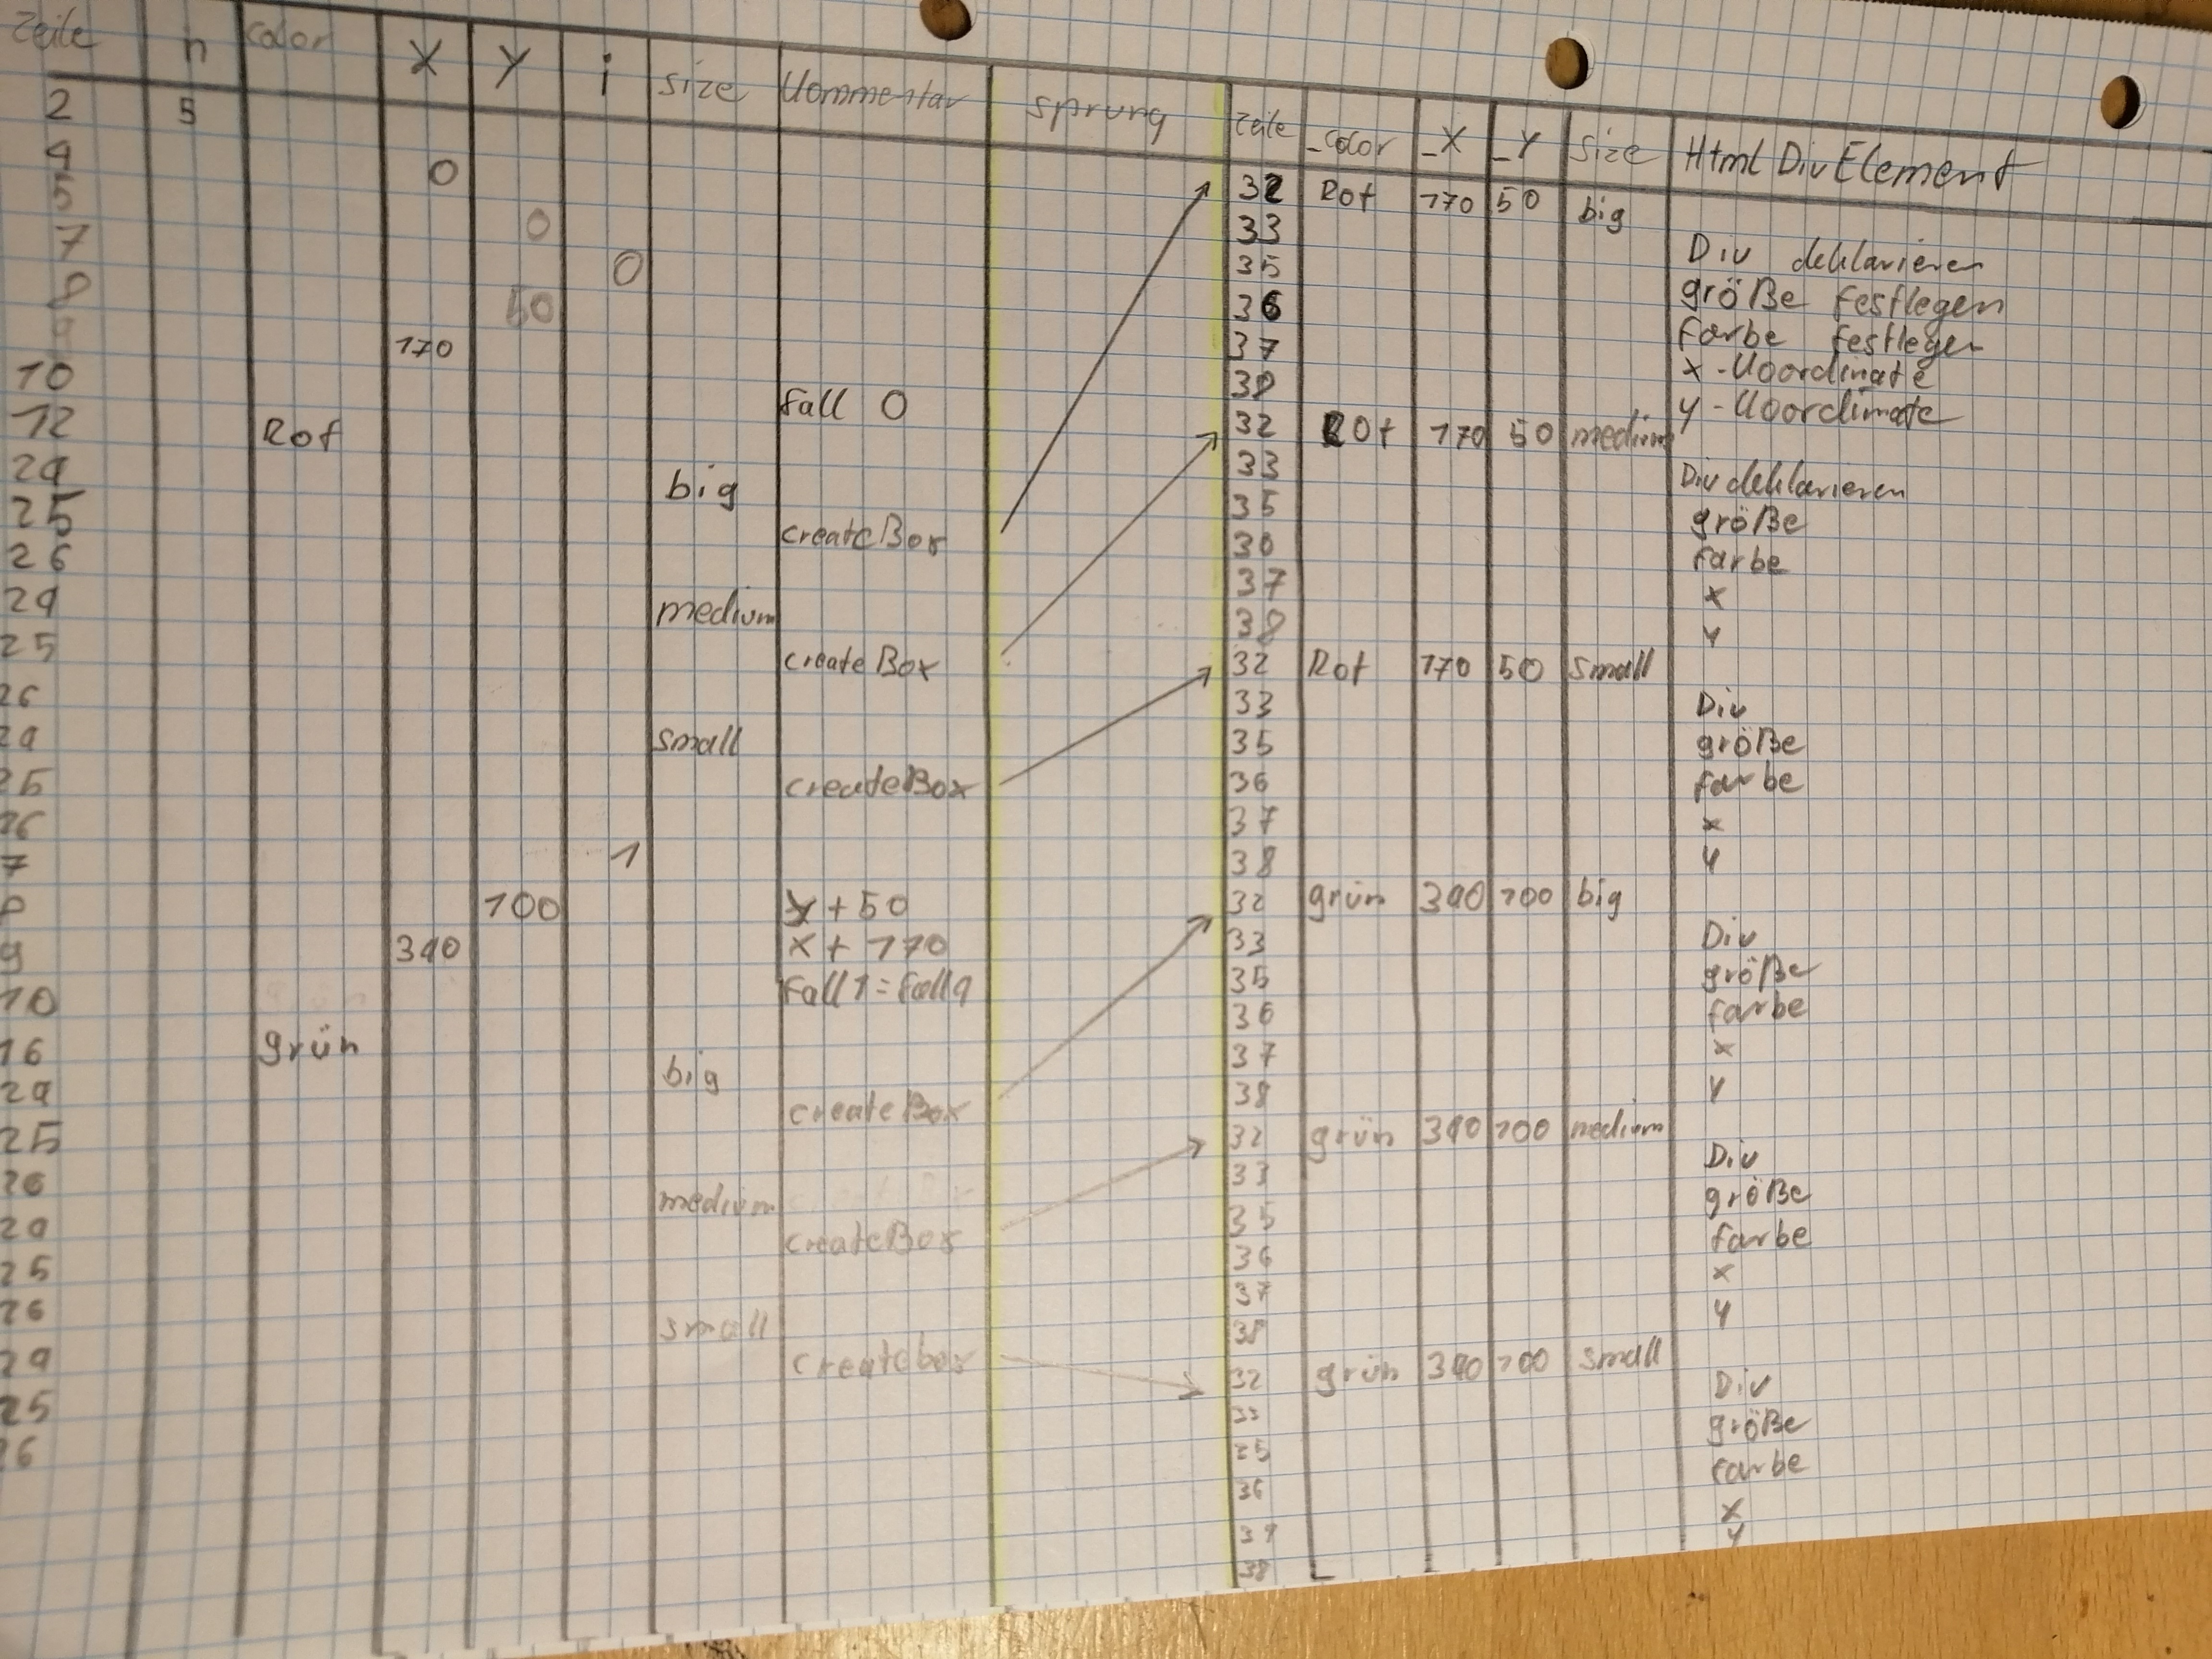 Zeile n color X Y i size Kommentar Sprung Zeile _color _X _Y Size Html DivElement
2 5
4 0 32 Rot 170 50 big
5 0 33 Div deklarieren
7 0 35 größe festlegen
8 50 36 farbe festlegen
9 170 37 x-Koordinate
10 Fall 0 38 y-Koordinate
12 Rot 32 Rot 170 50 medium
24 big 33 Div deklarieren
25 createBox 35 größe
26 36 farbe
24 medium 37 x
25 createBox 38 y
26 32 Rot 170 50 small
24 small 33 Div
25 createBox 35 größe
26 36 farbe
7 1 37 x
8 100 y + 50 38 y
9 340 x + 170 32 grün 340 100 big
10 Fall 1 = Fall 4 33 Div
16 grün 35 größe
24 big 36 farbe
25 createBox 37 x
26 38 y
24 medium 32 grün 340 100 medium
25 createBox 33 Div
26 35 größe
24 small 36 farbe
25 createbox 37 x
26 38 y
32 grün 340 100 small
33 Div
35 größe
36 farbe
37 x
38 y